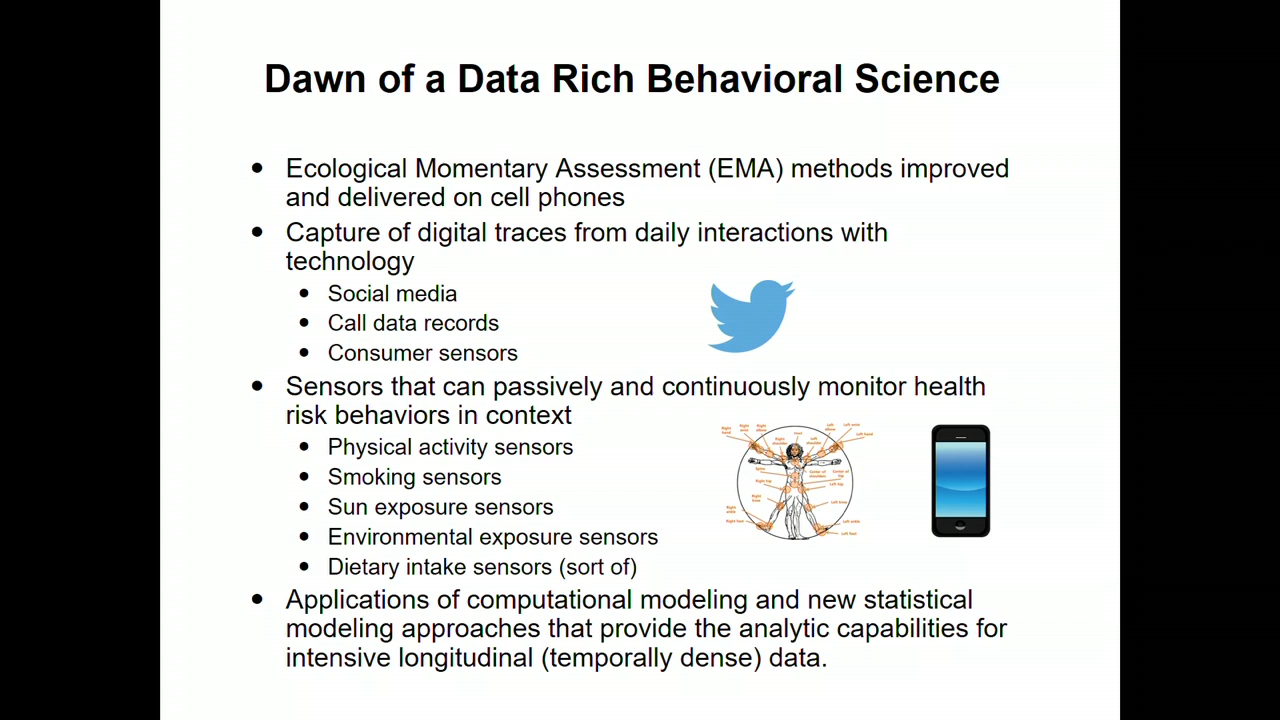 Dawn of a Data Rich Behavioral Science
• Ecological Momentary Assessment (EMA) methods improved
and delivered on cell phones
• Capture of digital traces from daily interactions with
technology
• Social media
• Call data records
• Consumer sensors
• Sensors that can passively and continuously monitor health
risk behaviors in context
• Physical activity sensors
• Smoking sensors
• Sun exposure sensors
• Environmental exposure sensors
• Dietary intake sensors (sort of)
• Applications of computational modeling and new statistical
modeling approaches that provide the analytic capabilities for
intensive longitudinal (temporally dense) data.